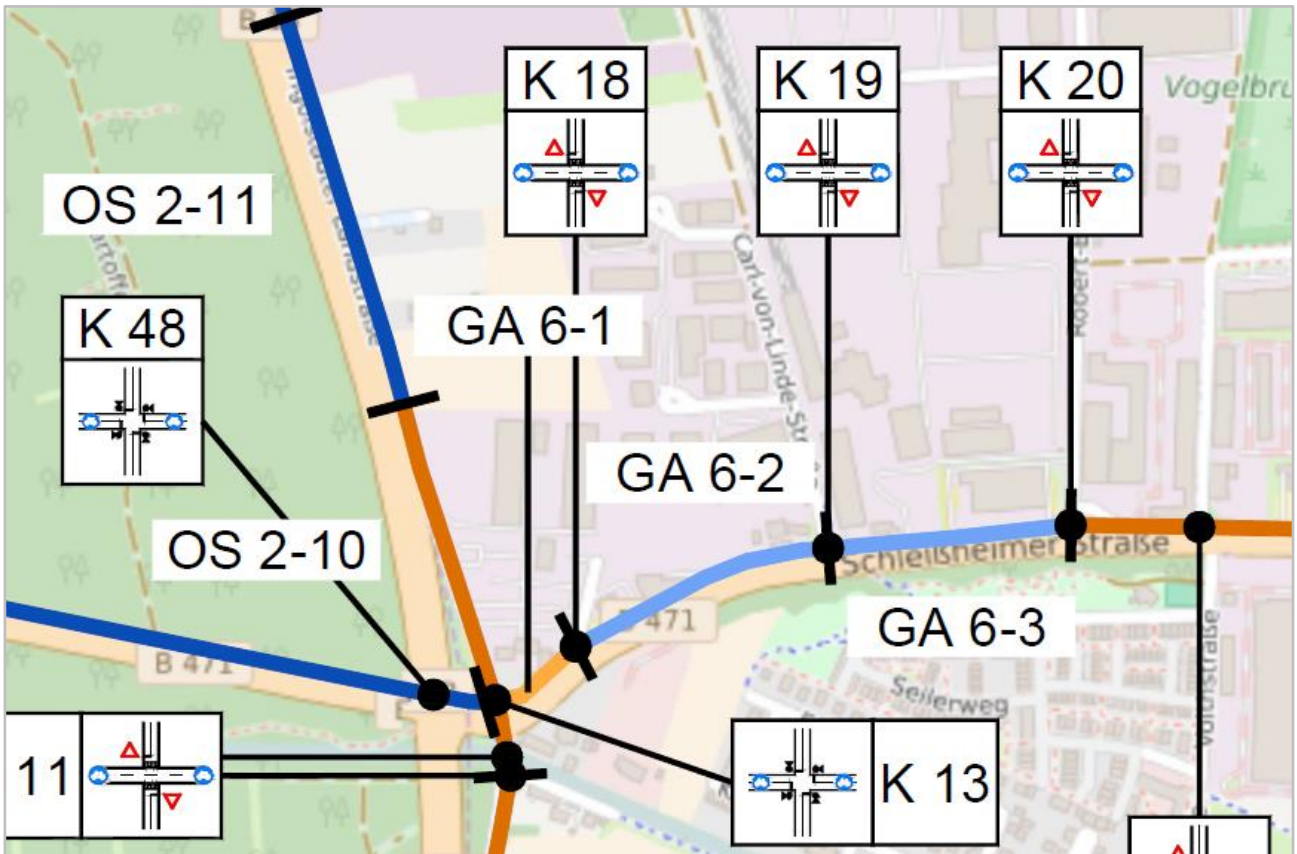 K 18
K 19
K 20
Vogelbru
OS 2-11
GA 6-1
K 48
Carl-von-Linde-Str
GA 6-2
OS 2-10
Schleißheimer Straße
B 471
GA 6-3
B 471
Seilerweg
11
K 13